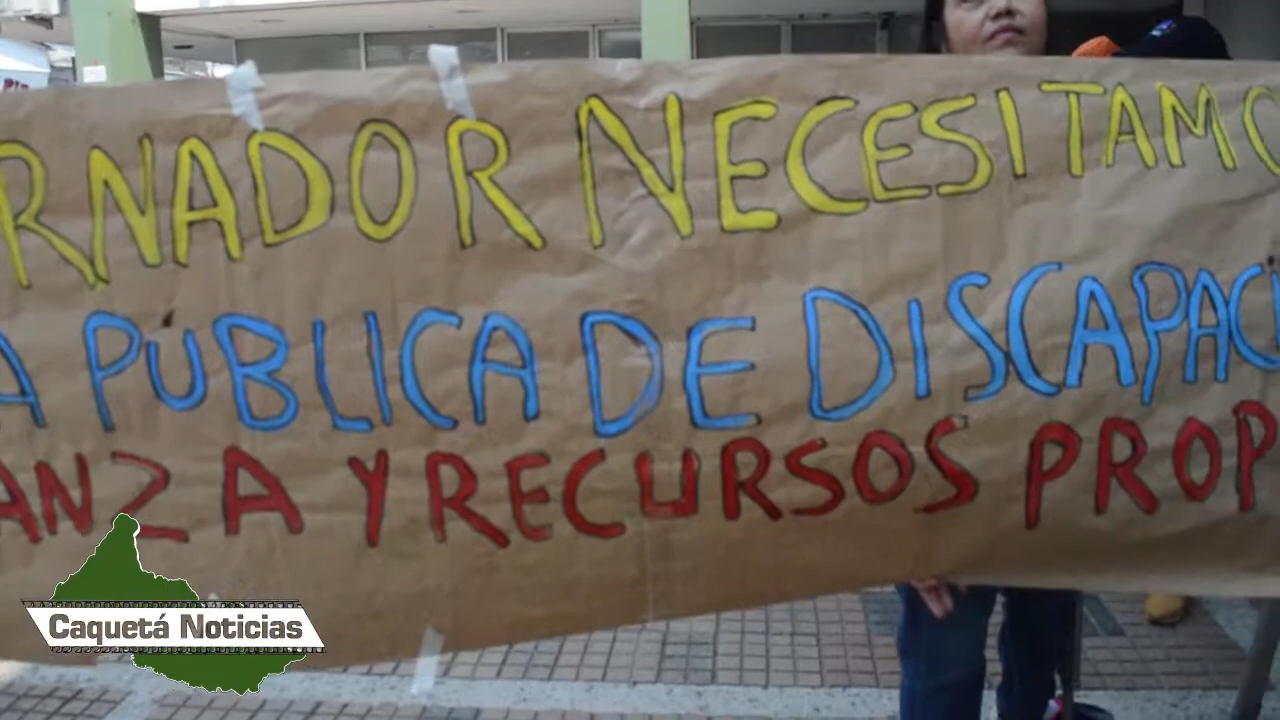 RNADOR NECESITAMO
A PÚBLICA DE DISCAPACI
ANZA Y RECURSOS PROP
Caquetá Noticias